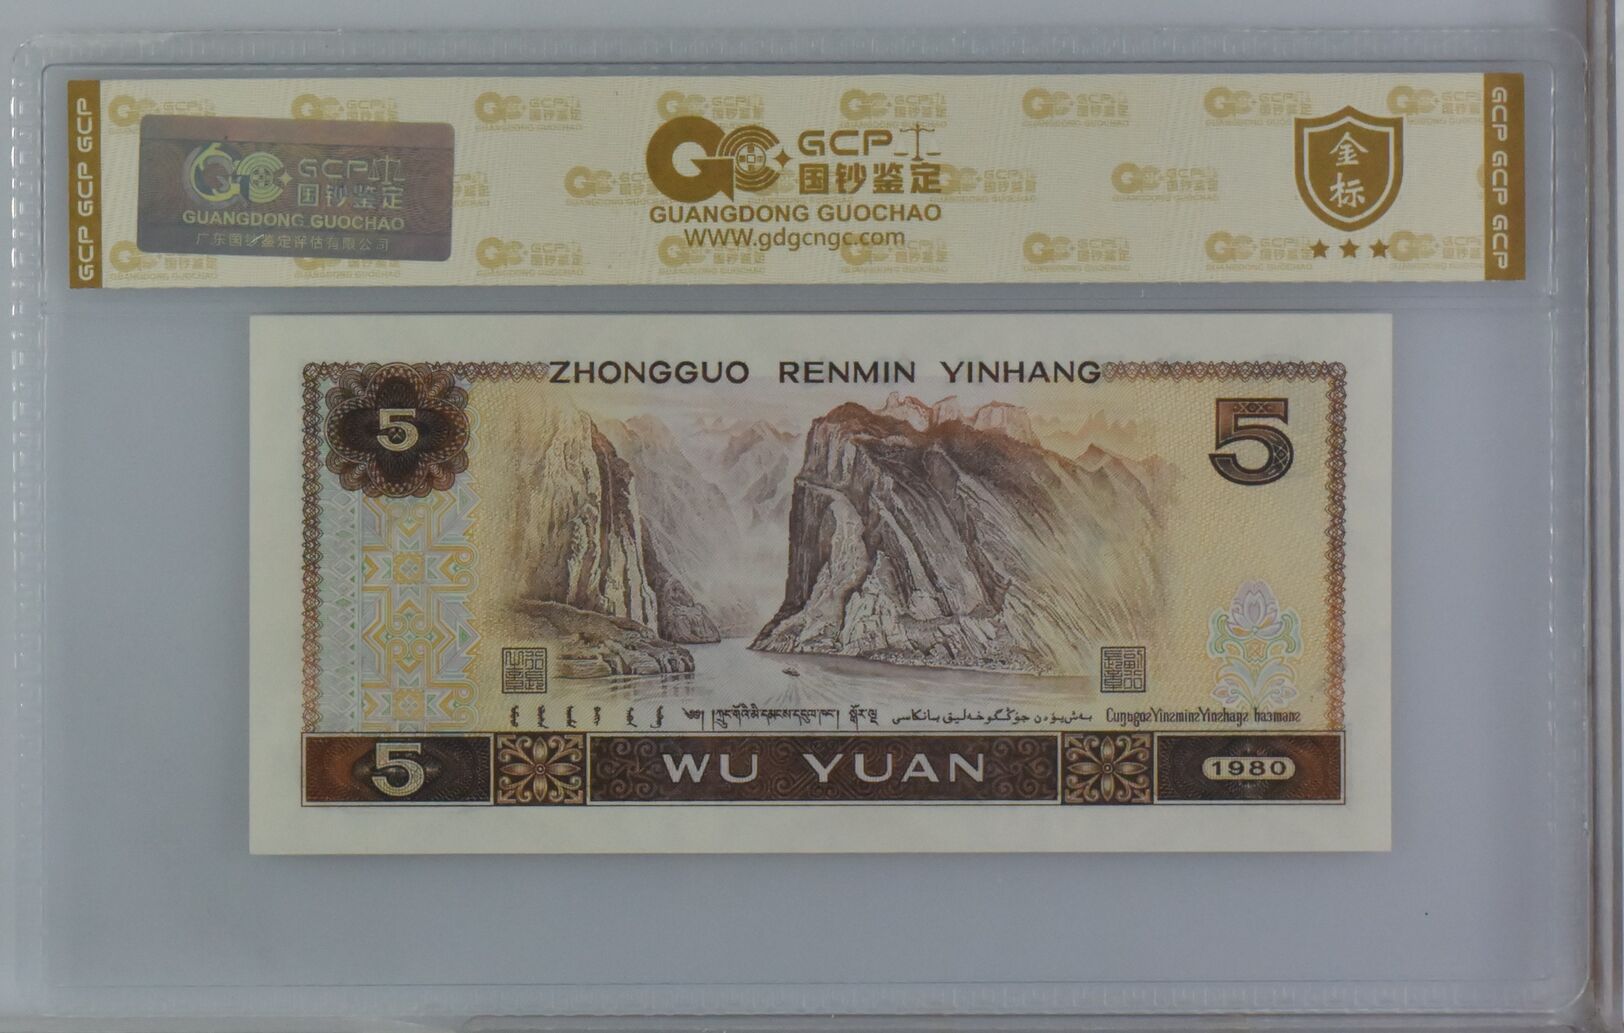 GCP GCP GCP
GCP 国钞鉴定
GUANGDONG GUOCHAO
广东国钞鉴定评估有限公司
GCP
国钞鉴定
GUANGDONG GUOCHAO
WWW.gdgcngc.com
金标
GCP GCP GCP
ZHONGGUO RENMIN YINHANG
5
5
5
WU YUAN
1980